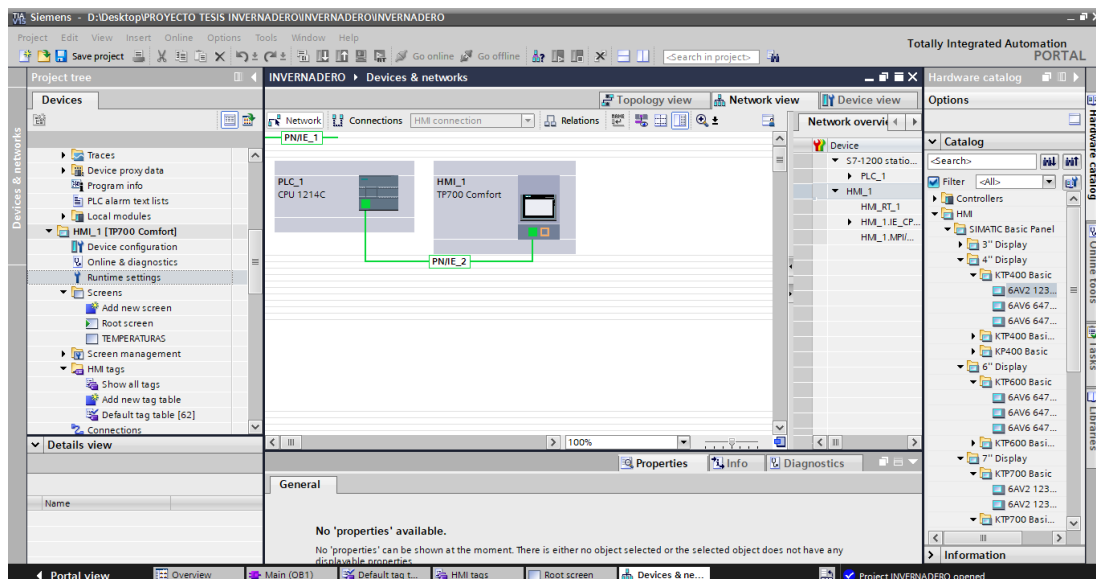 Siemens - D:\Desktop\PROYECTO TESIS INVERNADERO\INVERNADERO\INVERNADERO
Project Edit View Insert Online Options Tools Window Help
Totally Integrated Automation
PORTAL
Save project
Go online
Go offline
<Search in project>
Project tree
INVERNADERO
Devices & networks
Hardware catalog
Devices
Topology view
Network view
Device view
Options
Network
Connections
HMI connection
Relations
Network overvi
Catalog
<Search>
Filter
<All>
Traces
Device proxy data
Program info
PLC alarm text lists
Local modules
HMI_1 [TP700 Comfort]
Device configuration
Online & diagnostics
Runtime settings
Screens
Add new screen
Root screen
TEMPERATURAS
Screen management
HMI tags
Show all tags
Add new tag table
Default tag table [62]
Connections
PN/IE_1
PLC_1
CPU 1214C
HMI_1
TP700 Comfort
PN/IE_2
100%
Device
S7-1200 statio...
PLC_1
HMI_1
HMI_RT_1
HMI_1.IE_CP...
HMI_1.MPI/...
Controllers
HMI
SIMATIC Basic Panel
3'' Display
4'' Display
KTP400 Basic
6AV2 123...
6AV6 647...
6AV6 647...
KTP400 Basi...
KP400 Basic
6'' Display
KTP600 Basic
6AV6 647...
6AV6 647...
6AV6 647...
KTP600 Basi...
7'' Display
KTP700 Basic
6AV2 123...
6AV2 123...
KTP700 Basi...
Information
Devices & networks
Hardware catalog
Online tools
Tasks
Libraries
Details view
Name
Properties
Info
Diagnostics
General
No 'properties' available.
No 'properties' can be shown at the moment. There is either no object selected or the selected object does not have any
displayable properties
Portal view
Overview
Main (OB1)
Default tag t...
HMI tags
Root screen
Devices & ne...
Project INVERNADERO opened